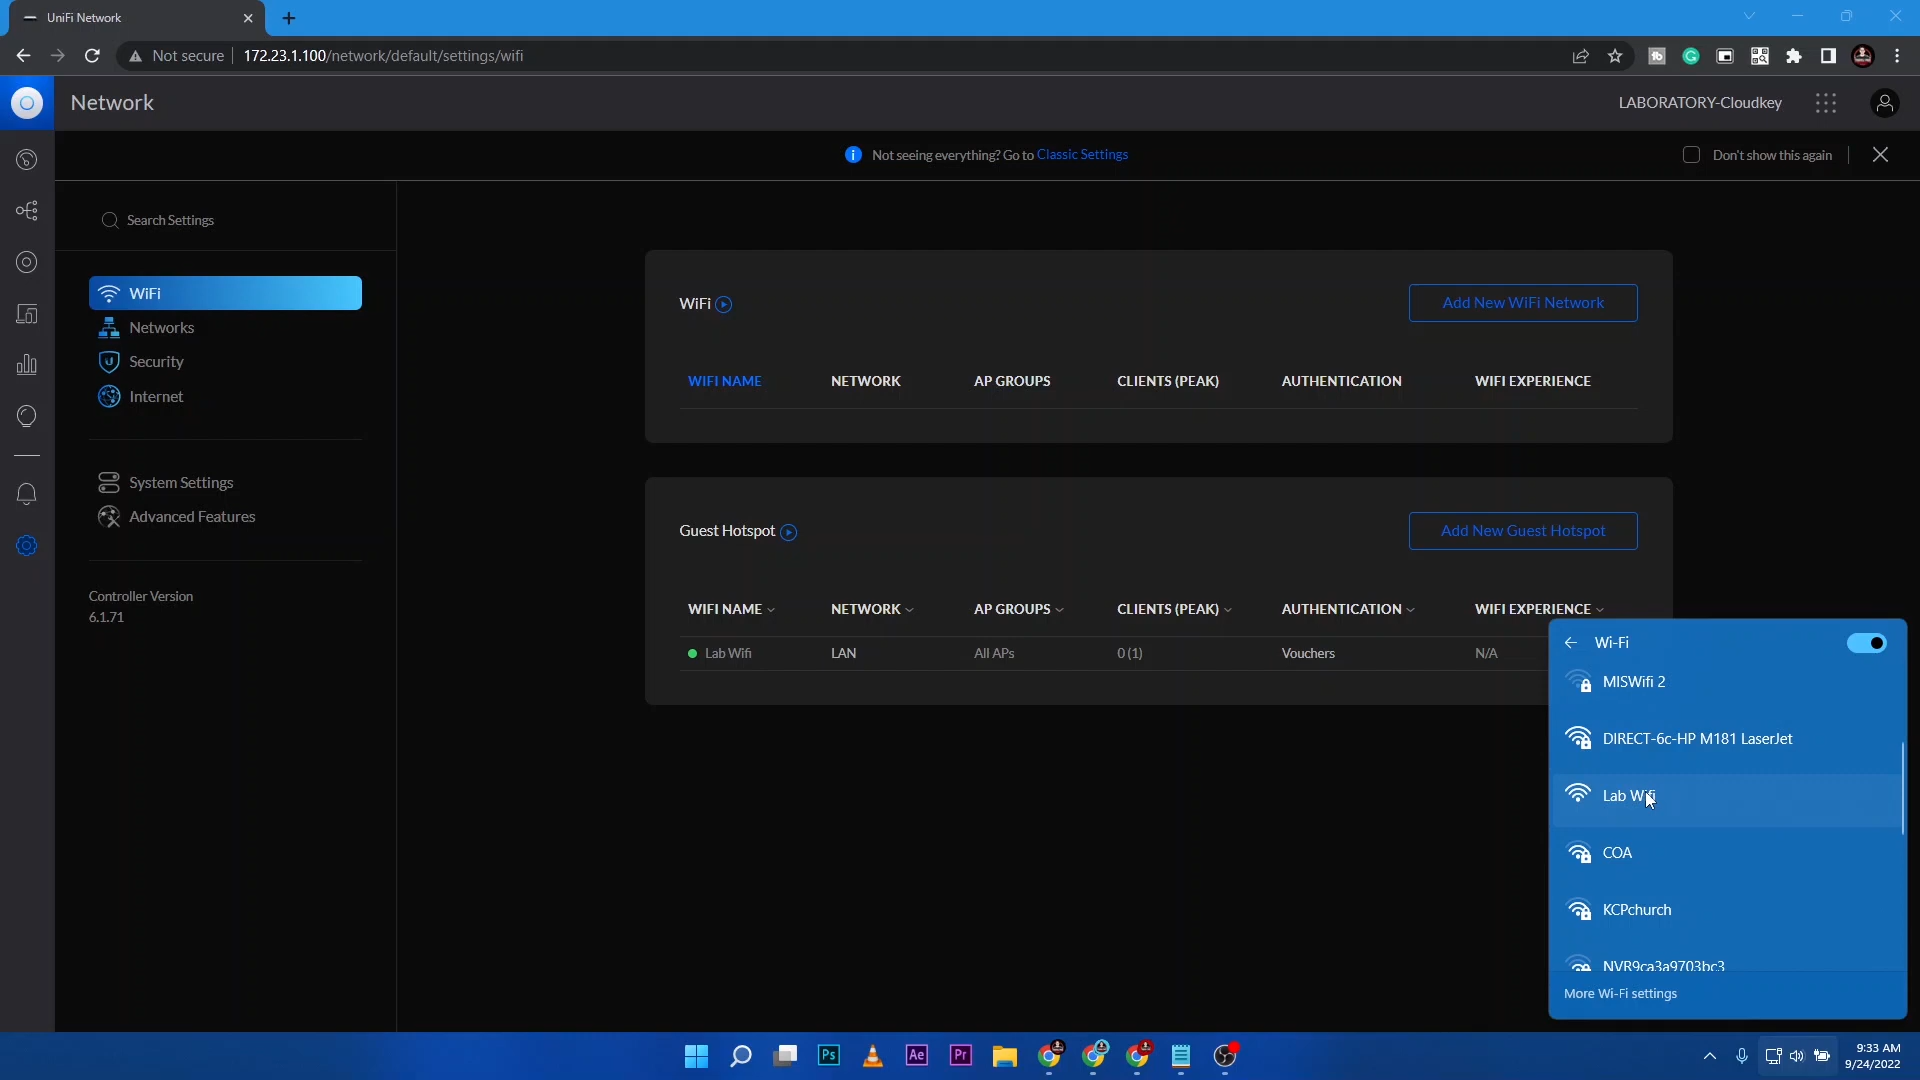 UniFi Network
Not secure
172.23.1.100/network/default/settings/wifi
Network
LABORATORY-Cloudkey
Not seeing everything? Go to Classic Settings
Don't show this again
Search Settings
WiFi
Networks
Security
Internet
System Settings
Advanced Features
Controller Version
6.1.71
WiFi
Add New WiFi Network
WIFI NAME NETWORK AP GROUPS CLIENTS (PEAK) AUTHENTICATION WIFI EXPERIENCE
Guest Hotspot
Add New Guest Hotspot
WIFI NAME NETWORK AP GROUPS CLIENTS (PEAK) AUTHENTICATION WIFI EXPERIENCE
Lab Wifi LAN All APs 0 (1) Vouchers N/A
Wi-Fi
MISWifi 2
DIRECT-6c-HP M181 LaserJet
Lab Wifi
COA
KCPchurch
NVR9ca3a9703bc3
More Wi-Fi settings
Ps
Ae
Pr
9:33 AM
9/24/2022